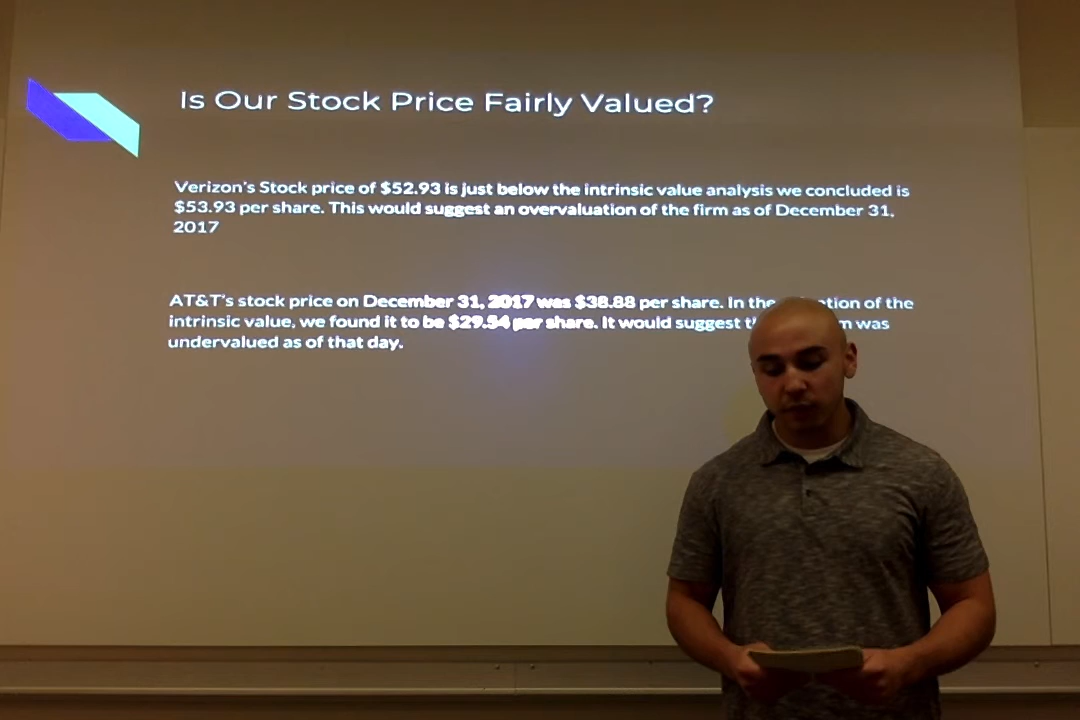 Is Our Stock Price Fairly Valued?
Verizon's Stock price of $52.93 is just below the intrinsic value analysis we concluded is
$53.93 per share. This would suggest an overvaluation of the firm as of December 31,
2017
AT&T's stock price on December 31, 2017 was $38.88 per share. In the of the
intrinsic value, we found it to be $29.54 per share. It would suggest was
undervalued as of that day.